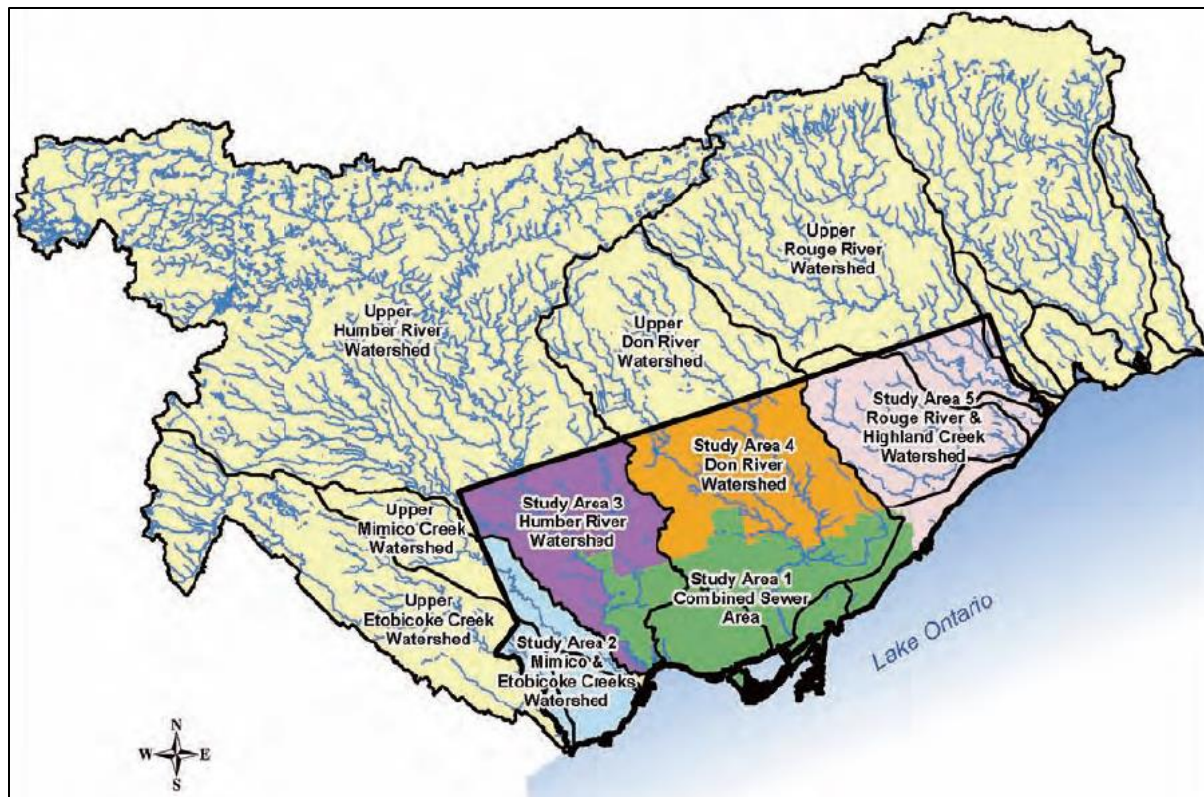 Upper
Rouge River
Watershed
Upper
Humber River
Watershed
Upper
Don River
Watershed
Study Area 5
Rouge River &
Highland Creek
Watershed
Study Area 4
Don River
Watershed
Study Area 3
Humber River
Watershed
Upper
Mimico Creek
Watershed
Study Area 1
Combined Sewer
Area
Upper
Etobicoke Creek
Watershed
Study Area 2
Mimico &
Etobicoke Creeks
Watershed
Lake Ontario
N
W E
S